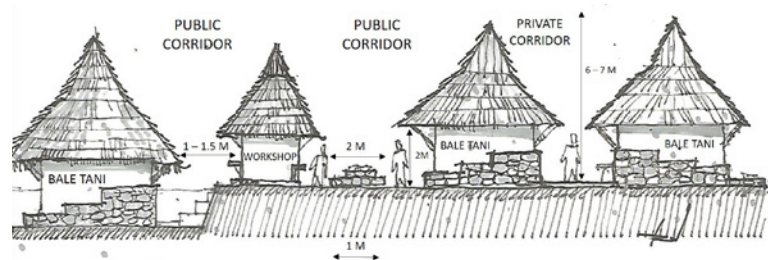 PUBLIC
CORRIDOR
PUBLIC
CORRIDOR
PRIVATE
CORRIDOR
6 – 7 M
1 – 1.5 M
2 M
WORKSHOP
2M
BALE TANI
BALE TANI
BALE TANI
1 M